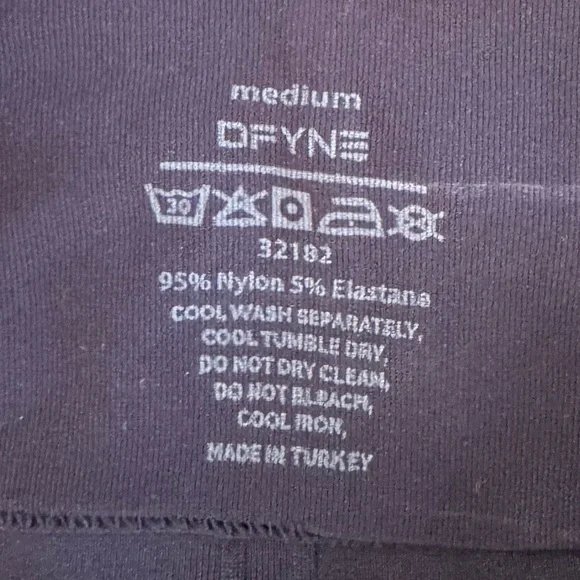 medium
DFYNE
30
32182
95% Nylon 5% Elastane
COOL WASH SEPARATELY,
COOL TUMBLE DRY,
DO NOT DRY CLEAN,
DO NOT BLEACH,
COOL IRON,
MADE IN TURKEY